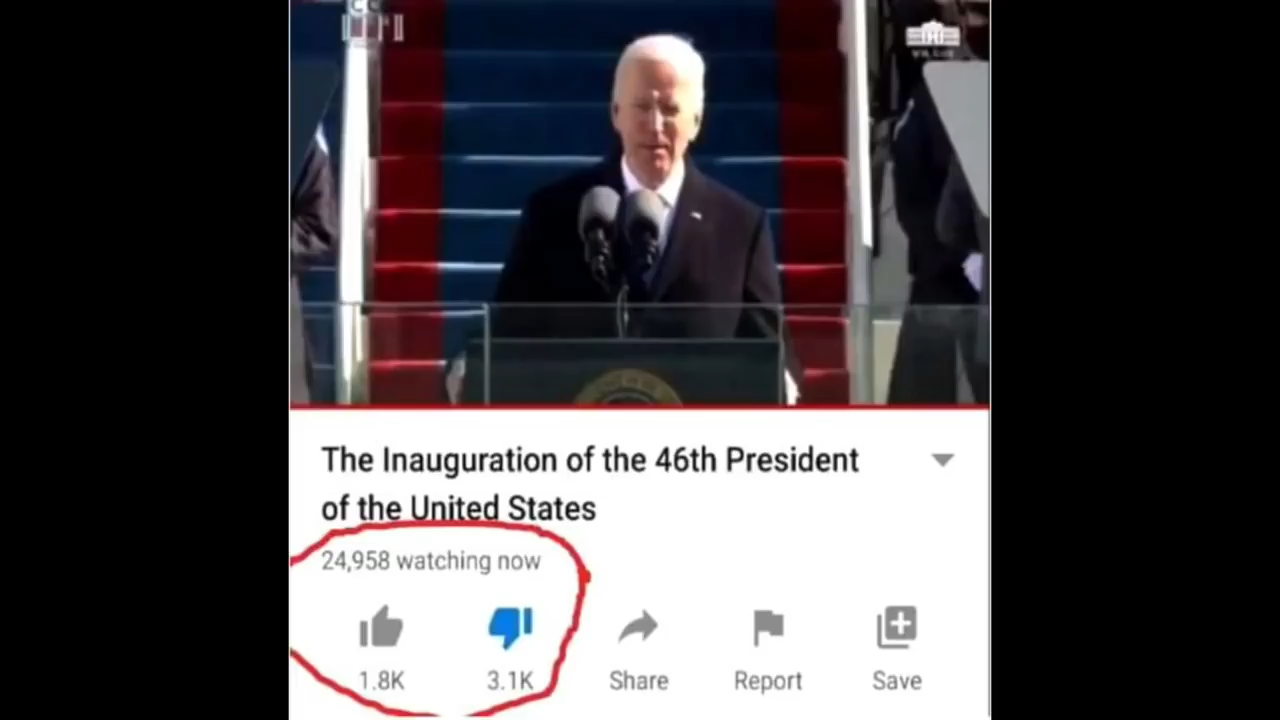 The Inauguration of the 46th President
of the United States
24,958 watching now
1.8K
3.1K
Share
Report
Save